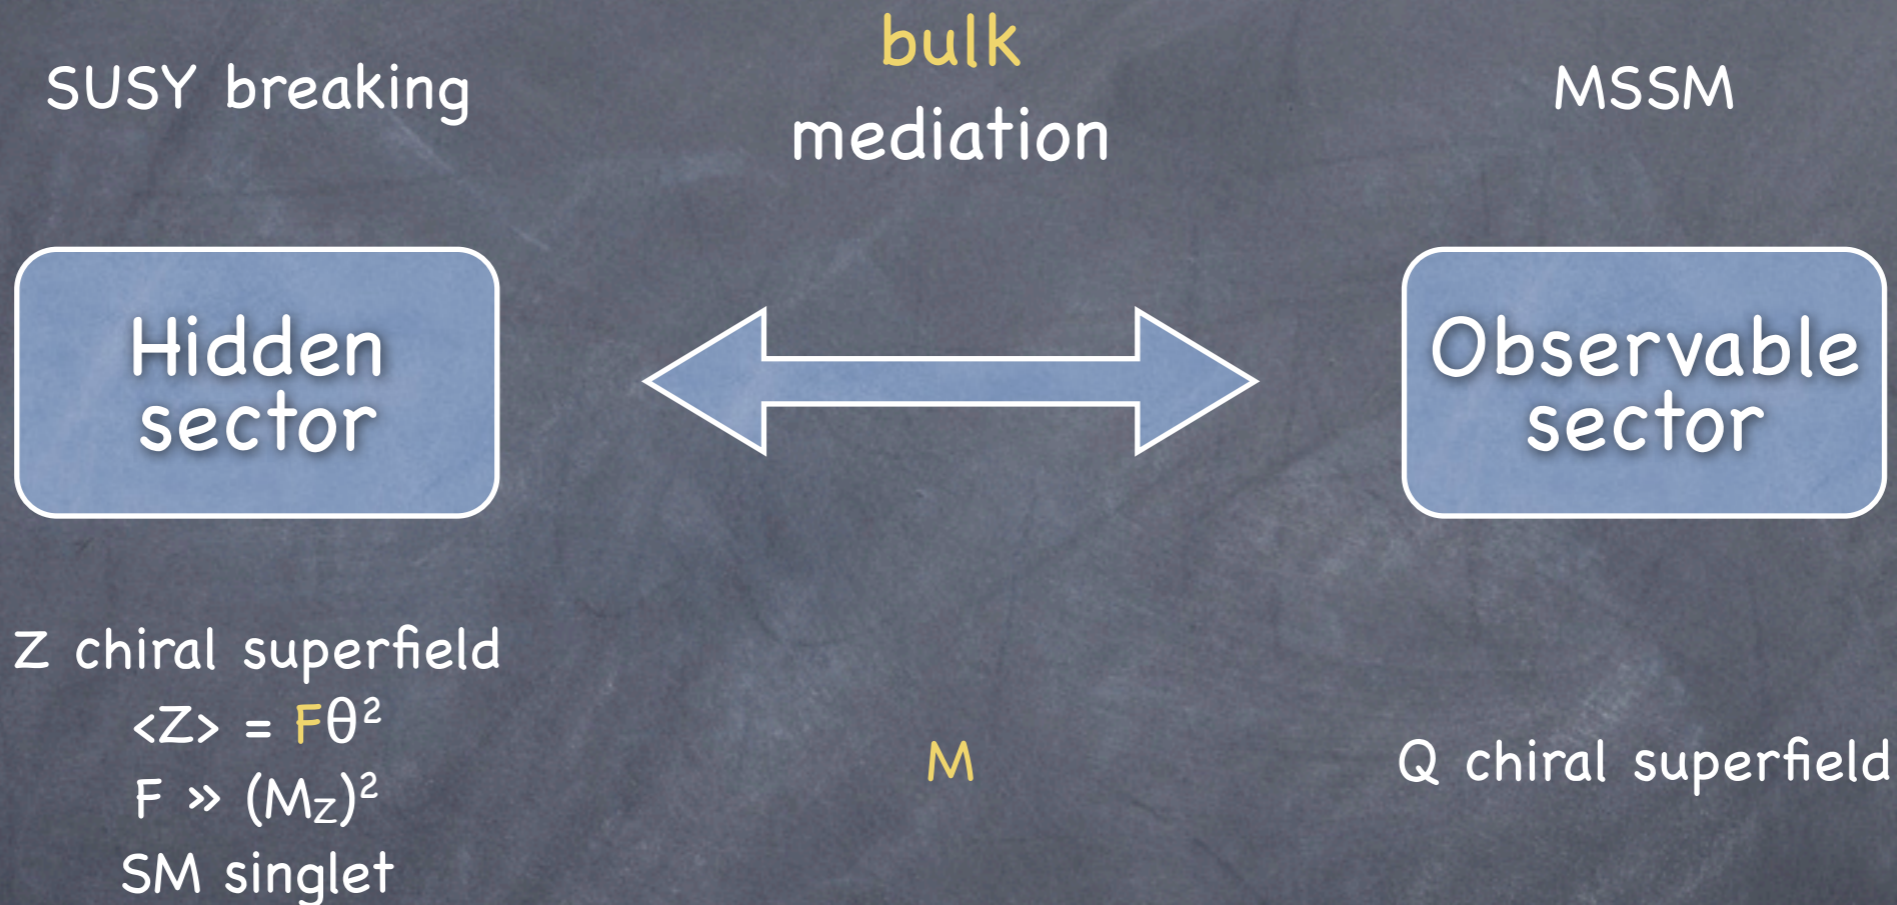 SUSY breaking
bulk
mediation
MSSM
Hidden
sector
Observable
sector
Z chiral superfield
<Z> = Fθ²
F » (M_Z)²
SM singlet
M
Q chiral superfield